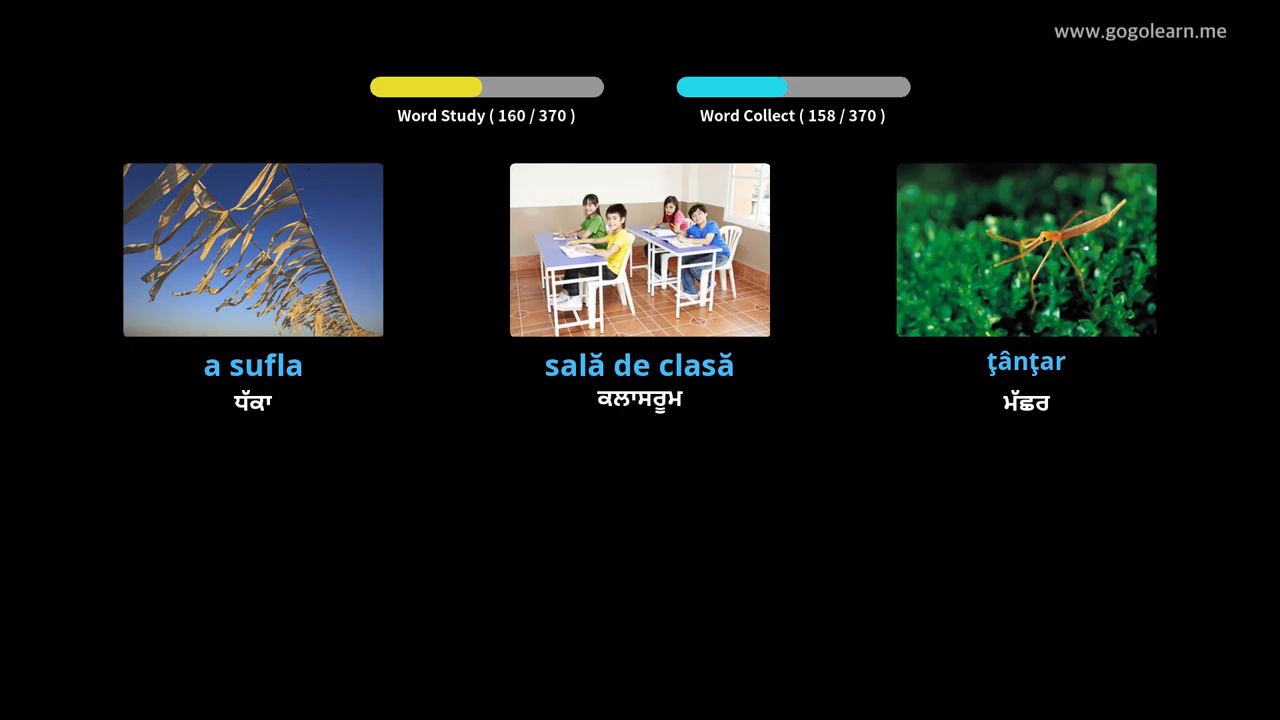 www.gogolearn.me
Word Study ( 160 / 370 )
Word Collect ( 158 / 370 )
a sufla
ਧੱਕਾ
sală de clasă
ਕਲਾਸਰੂਮ
ţânţar
ਮੱਛਰ